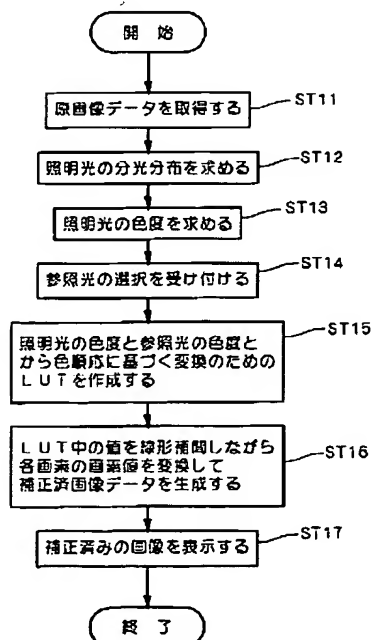 開 始
原画像データを取得する
ST11
照明光の分光分布を求める
ST12
照明光の色度を求める
ST13
参照光の選択を受け付ける
ST14
照明光の色度と参照光の色度と
から色順応に基づく変換のための
LUTを作成する
ST15
LUT中の値を線形補間しながら
各画素の画素値を変換して
補正済画像データを生成する
ST16
補正済みの画像を表示する
ST17
終 了